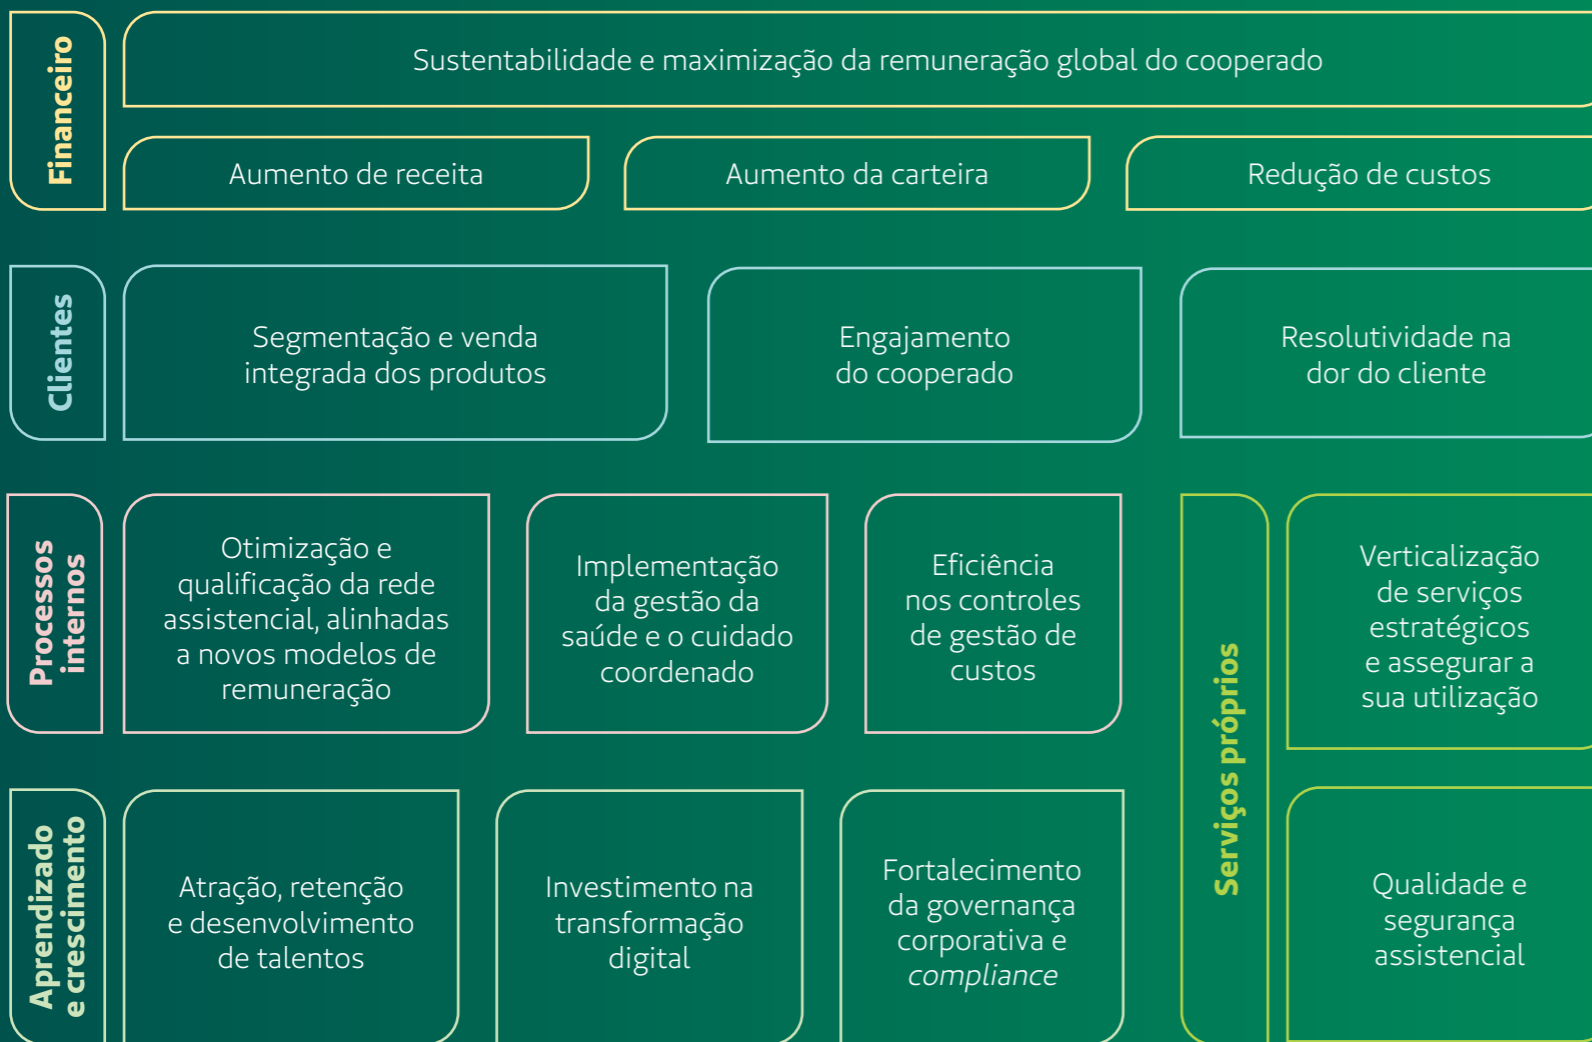 Financeiro
Sustentabilidade e maximização da remuneração global do cooperado
Aumento de receita
Aumento da carteira
Redução de custos
Clientes
Segmentação e venda
integrada dos produtos
Engajamento
do cooperado
Resolutividade na
dor do cliente
Processos
internos
Otimização e
qualificação da rede
assistencial, alinhadas
a novos modelos de
remuneração
Implementação
da gestão da
saúde e o cuidado
coordenado
Eficiência
nos controles
de gestão de
custos
Serviços próprios
Verticalização
de serviços
estratégicos
e assegurar a
sua utilização
Aprendizado
e crescimento
Atração, retenção
e desenvolvimento
de talentos
Investimento na
transformação
digital
Fortalecimento
da governança
corporativa e
compliance
Qualidade e
segurança
assistencial